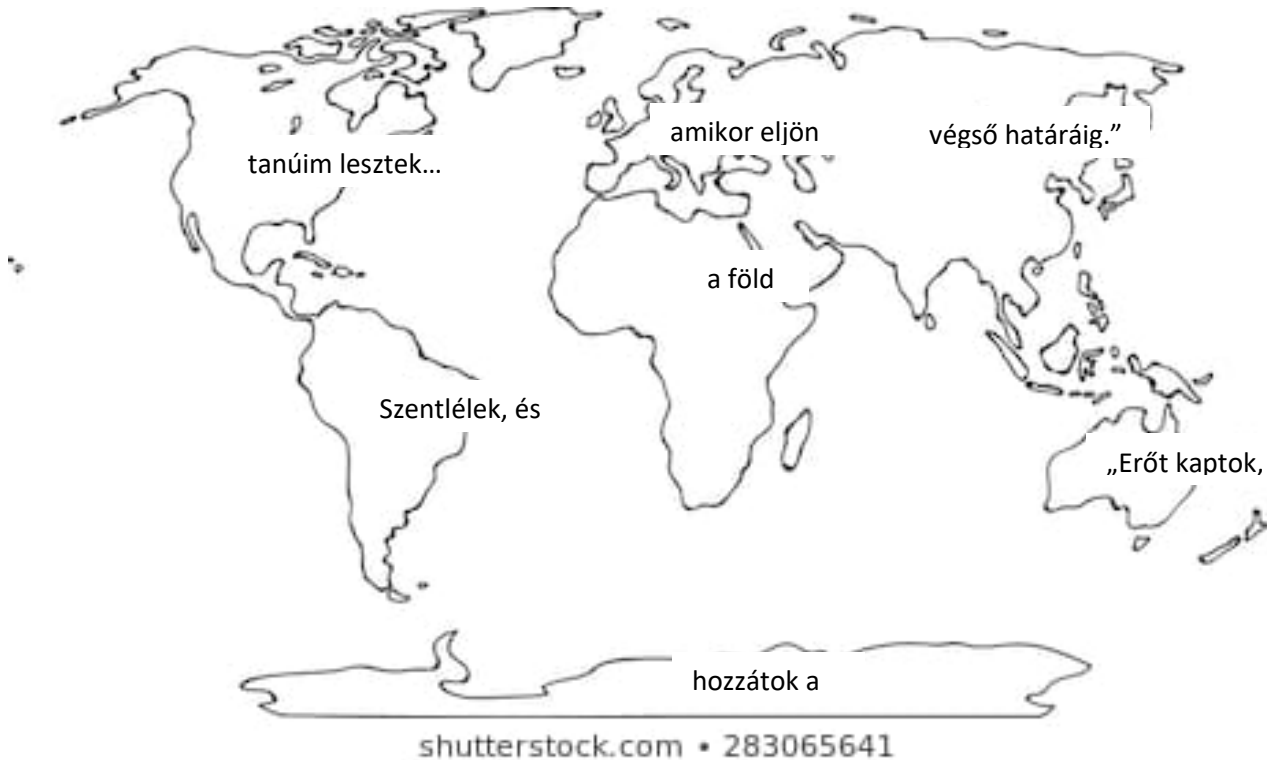 amikor eljön
végső határáig.”
tanúim lesztek…
a föld
Szentlélek, és
„Erőt kaptok,
hozzátok a
shutterstock.com • 283065641